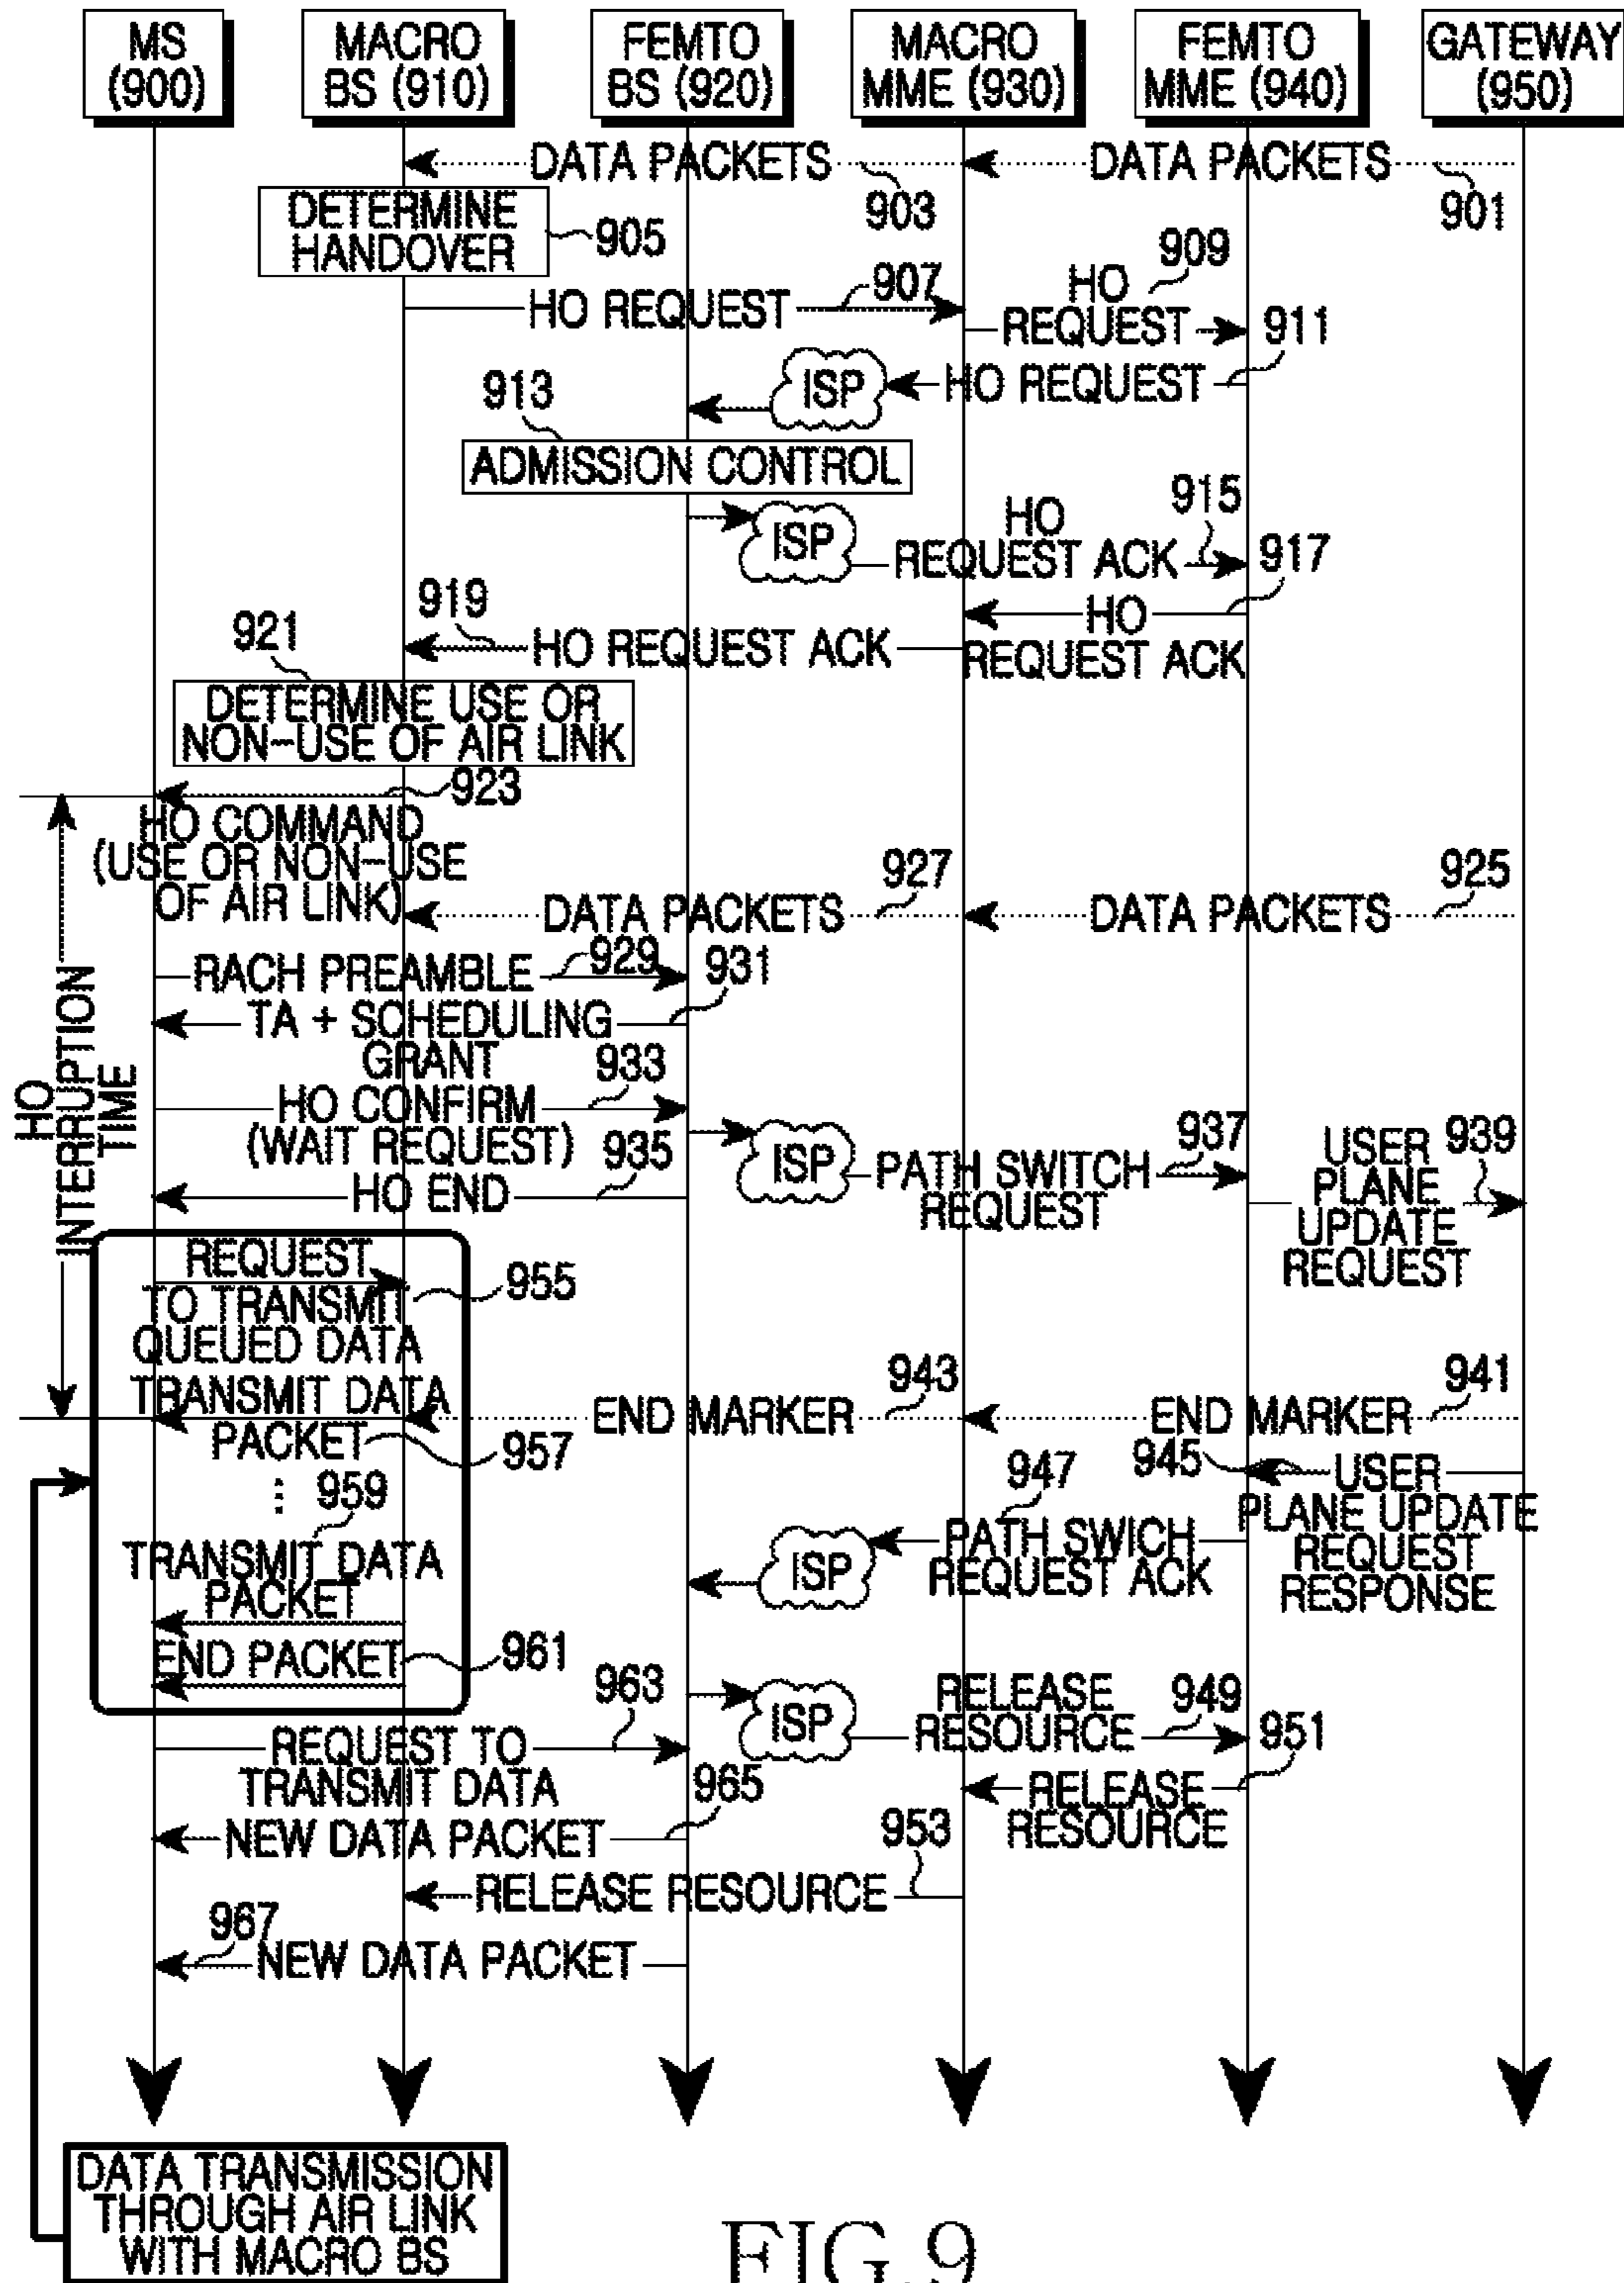 MS
(900)
MACRO
BS (910)
FEMTO
BS (920)
MACRO
MME (930)
FEMTO
MME (940)
GATEWAY
(950)
DATA PACKETS
903
DATA PACKETS
901
DETERMINE
HANDOVER
905
HO REQUEST
907
HO
REQUEST
909
HO REQUEST
911
ISP
913
ADMISSION CONTROL
ISP
HO
REQUEST ACK
915
HO
REQUEST ACK
917
HO REQUEST ACK
919
921
DETERMINE USE OR
NON-USE OF AIR LINK
923
HO COMMAND
(USE OR NON-USE
OF AIR LINK)
DATA PACKETS
927
DATA PACKETS
925
RACH PREAMBLE
929
931
TA + SCHEDULING
GRANT
933
HO CONFIRM
(WAIT REQUEST)
935
HO END
HO
INTERRUPTION
TIME
ISP
PATH SWITCH
REQUEST
937
USER
PLANE
UPDATE
REQUEST
939
REQUEST
TO TRANSMIT
QUEUED DATA
955
TRANSMIT DATA
PACKET
957
END MARKER
943
END MARKER
941
945
USER
PLANE UPDATE
REQUEST
RESPONSE
947
PATH SWICH
REQUEST ACK
ISP
959
TRANSMIT DATA
PACKET
END PACKET
961
963
REQUEST TO
TRANSMIT DATA
ISP
RELEASE
RESOURCE
949
951
RELEASE
RESOURCE
965
NEW DATA PACKET
953
RELEASE RESOURCE
967
NEW DATA PACKET
DATA TRANSMISSION
THROUGH AIR LINK
WITH MACRO BS
FIG.9